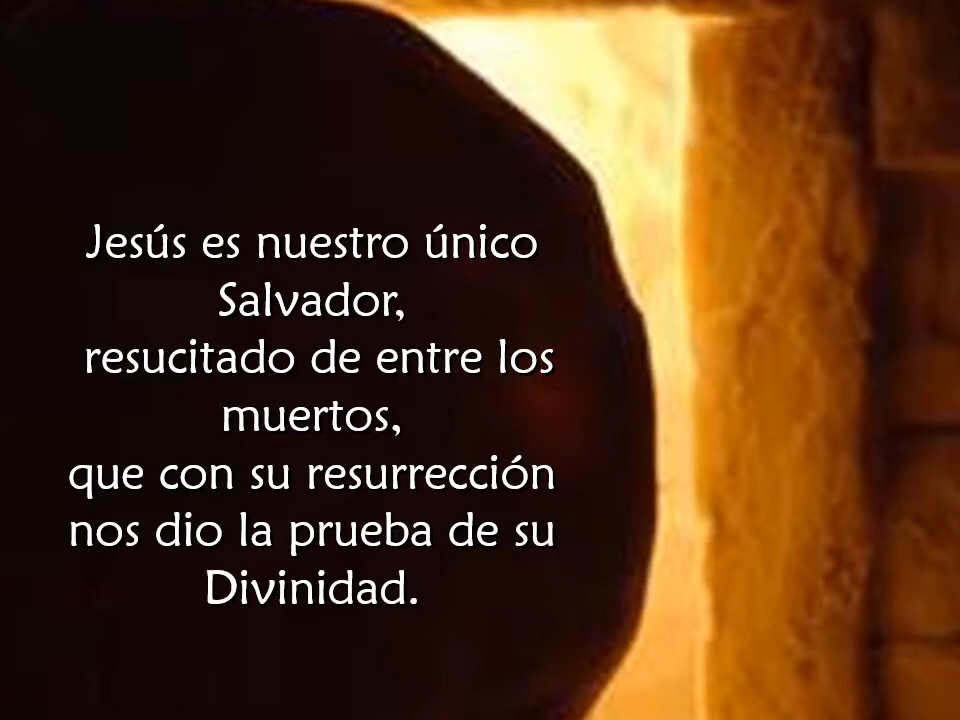 Jesús es nuestro único
Salvador,
resucitado de entre los
muertos,
que con su resurrección
nos dio la prueba de su
Divinidad.